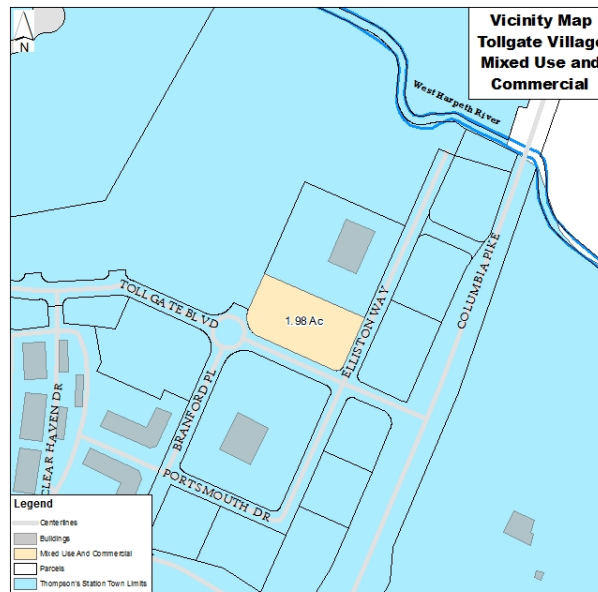 N
Vicinity Map
Tollgate Village
Mixed Use and
Commercial
West Harpeth River
COLUMBIA PIKE
ELLISTON WAY
1.98 Ac
TOLLGATE BLVD
BRANFORD PL
CLEAR HAVEN DR
PORTSMOUTH DR
Legend
Centerlines
Buildings
Mixed Use And Commercial
Parcels
Thompson's Station Town Limits